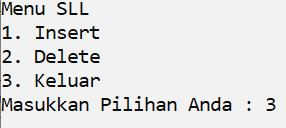 Menu SLL
1. Insert
2. Delete
3. Keluar
Masukkan Pilihan Anda : 3